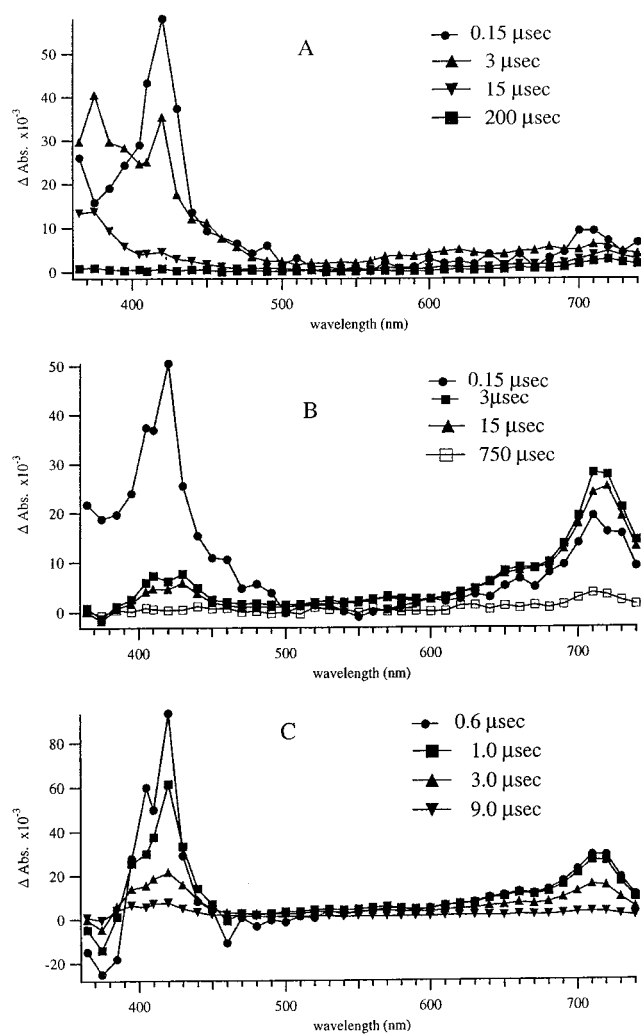 A
0.15 μsec
3 μsec
15 μsec
200 μsec
Δ Abs. x10⁻³
50
40
30
20
10
0
400
500
600
700
wavelength (nm)
B
0.15 μsec
3μsec
15 μsec
750 μsec
Δ Abs. x10⁻³
50
40
30
20
10
0
400
500
600
700
wavelength (nm)
C
0.6 μsec
1.0 μsec
3.0 μsec
9.0 μsec
Δ Abs. x10⁻³
80
60
40
20
0
-20
400
500
600
700
wavelength (nm)